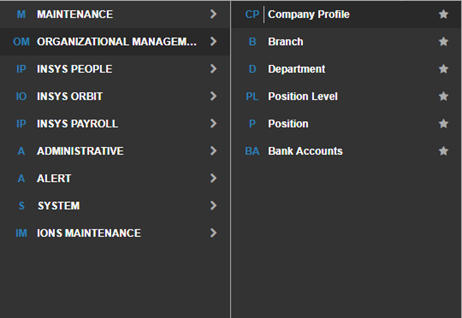 M MAINTENANCE
OM ORGANIZATIONAL MANAGEM...
IP INSYS PEOPLE
IO INSYS ORBIT
IP INSYS PAYROLL
A ADMINISTRATIVE
A ALERT
S SYSTEM
IM IONS MAINTENANCE
CP Company Profile
B Branch
D Department
PL Position Level
P Position
BA Bank Accounts